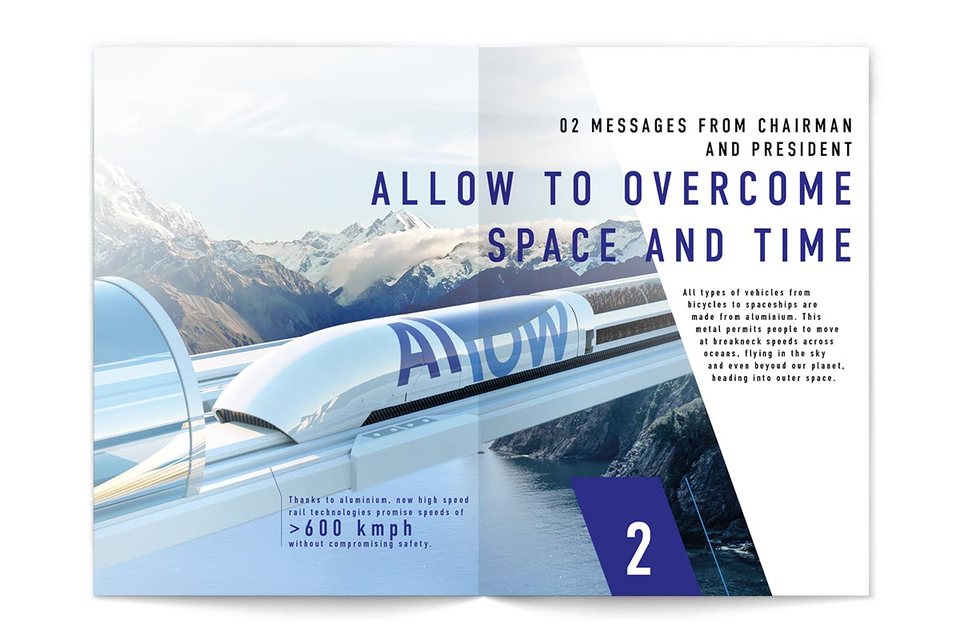 02 MESSAGES FROM CHAIRMAN
AND PRESIDENT
ALLOW TO OVERCOME
SPACE AND TIME
All types of vehicles from
bicycles to spaceships are
made from aluminium. This
metal permits people to move
at breakneck speeds across
oceans, flying in the sky
and even beyoud our planet,
heading into outer space.
Allow
Thanks to aluminium, new high speed
rail technologies promise speeds of
>600 kmph
without compromising safety.
2